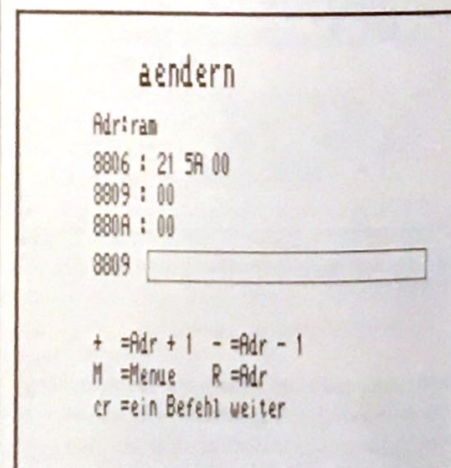 aendern
Adr:ram
8806 : 21 5A 00
8809 : 00
880A : 00
8809
+ =Adr + 1 - =Adr - 1
M =Menue R =Adr
cr =ein Befehl weiter